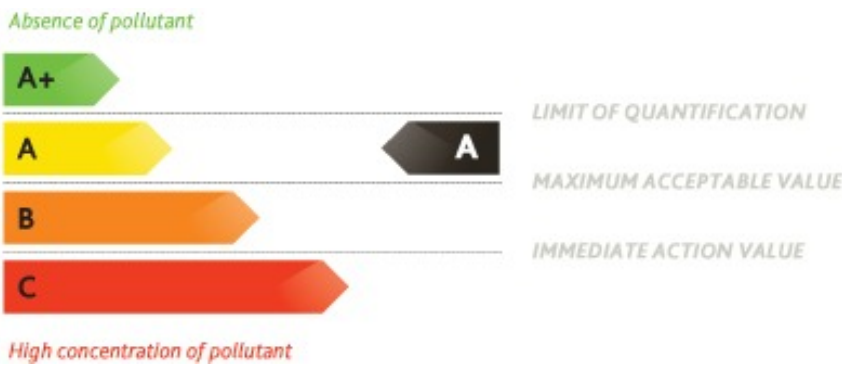 Absence of pollutant
A+
LIMIT OF QUANTIFICATION
A A
MAXIMUM ACCEPTABLE VALUE
B
IMMEDIATE ACTION VALUE
C
High concentration of pollutant